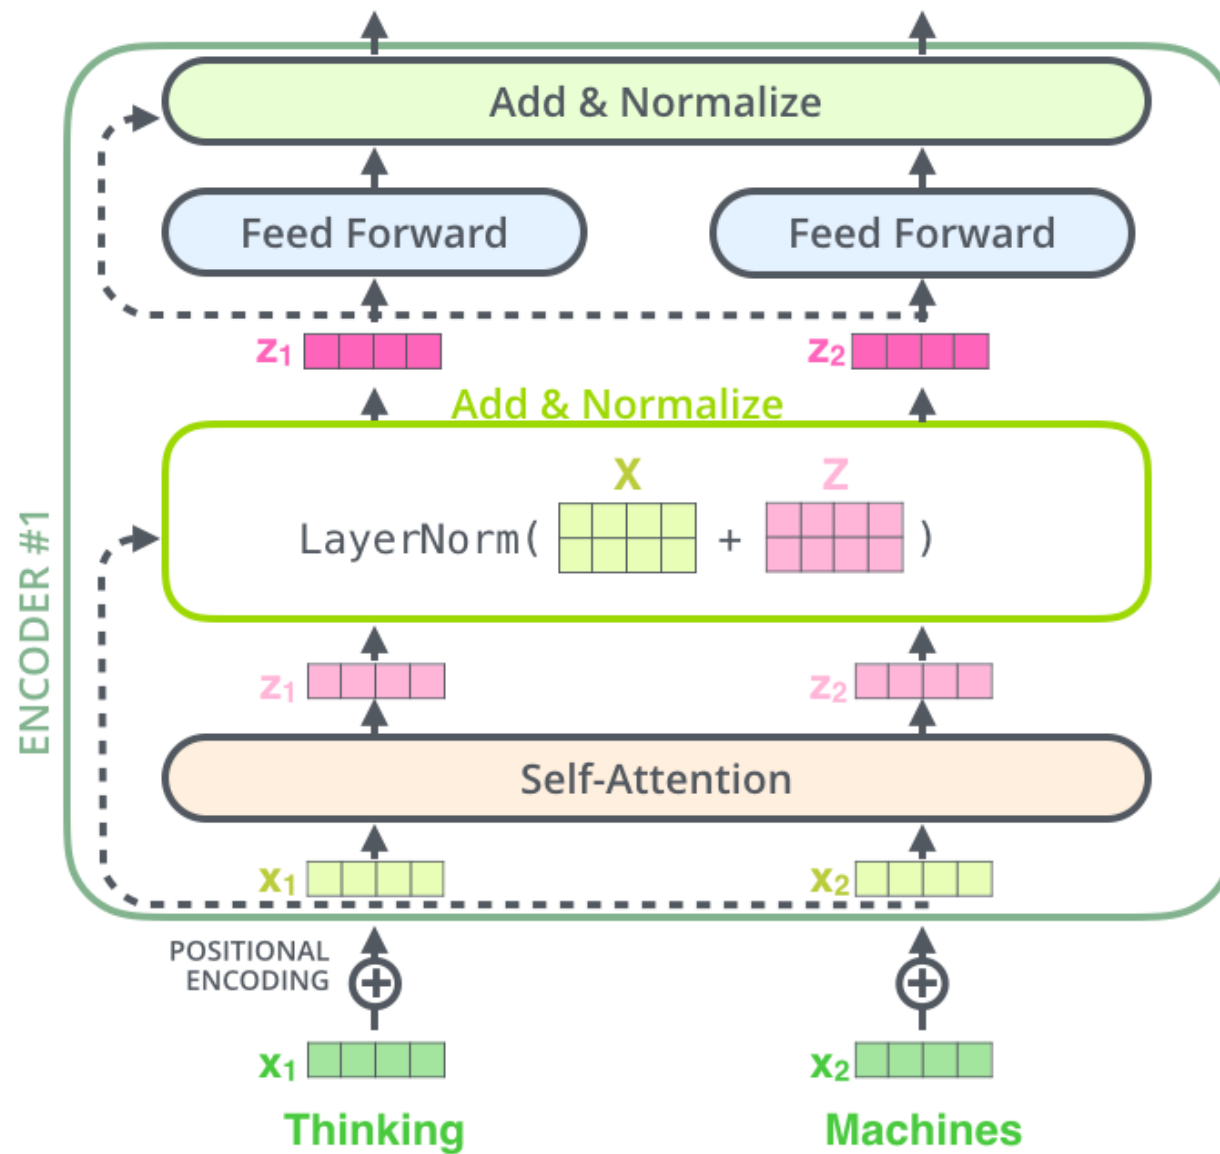 Add & Normalize
Feed Forward Feed Forward
z₁ z₂
Add & Normalize
X Z
LayerNorm( + )
ENCODER #1
z₁ z₂
Self-Attention
x₁ x₂
POSITIONAL
ENCODING
x₁ x₂
Thinking Machines